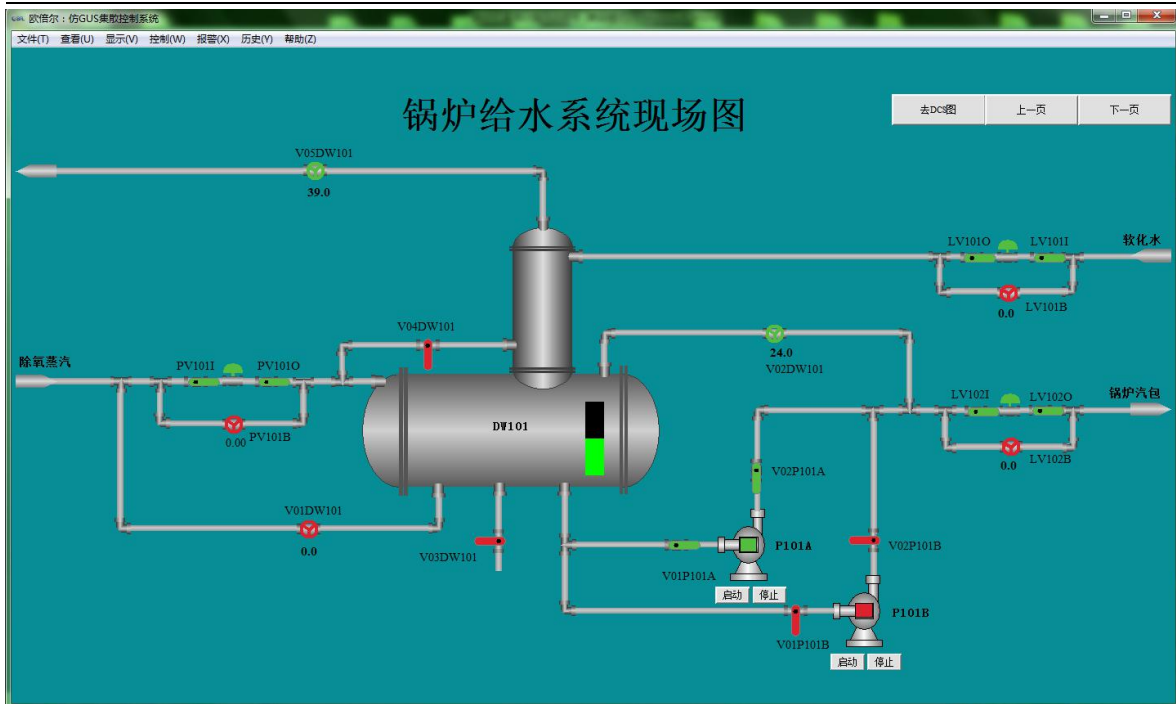 欧倍尔：仿GUS集散控制系统
文件(T) 查看(U) 显示(V) 控制(W) 报警(X) 历史(Y) 帮助(Z)
锅炉给水系统现场图
去DCS图 上一页 下一页
V05DW101
39.0
LV101O LV101I 软化水
0.0 LV101B
V04DW101
除氧蒸汽 PV101I PV101O
0.00 PV101B
24.0
V02DW101
LV102I LV102O 锅炉汽包
0.0 LV102B
DW101
V02P101A
V01DW101
0.0
V03DW101
P101A
V02P101B
V01P101A
启动 停止
P101B
V01P101B
启动 停止